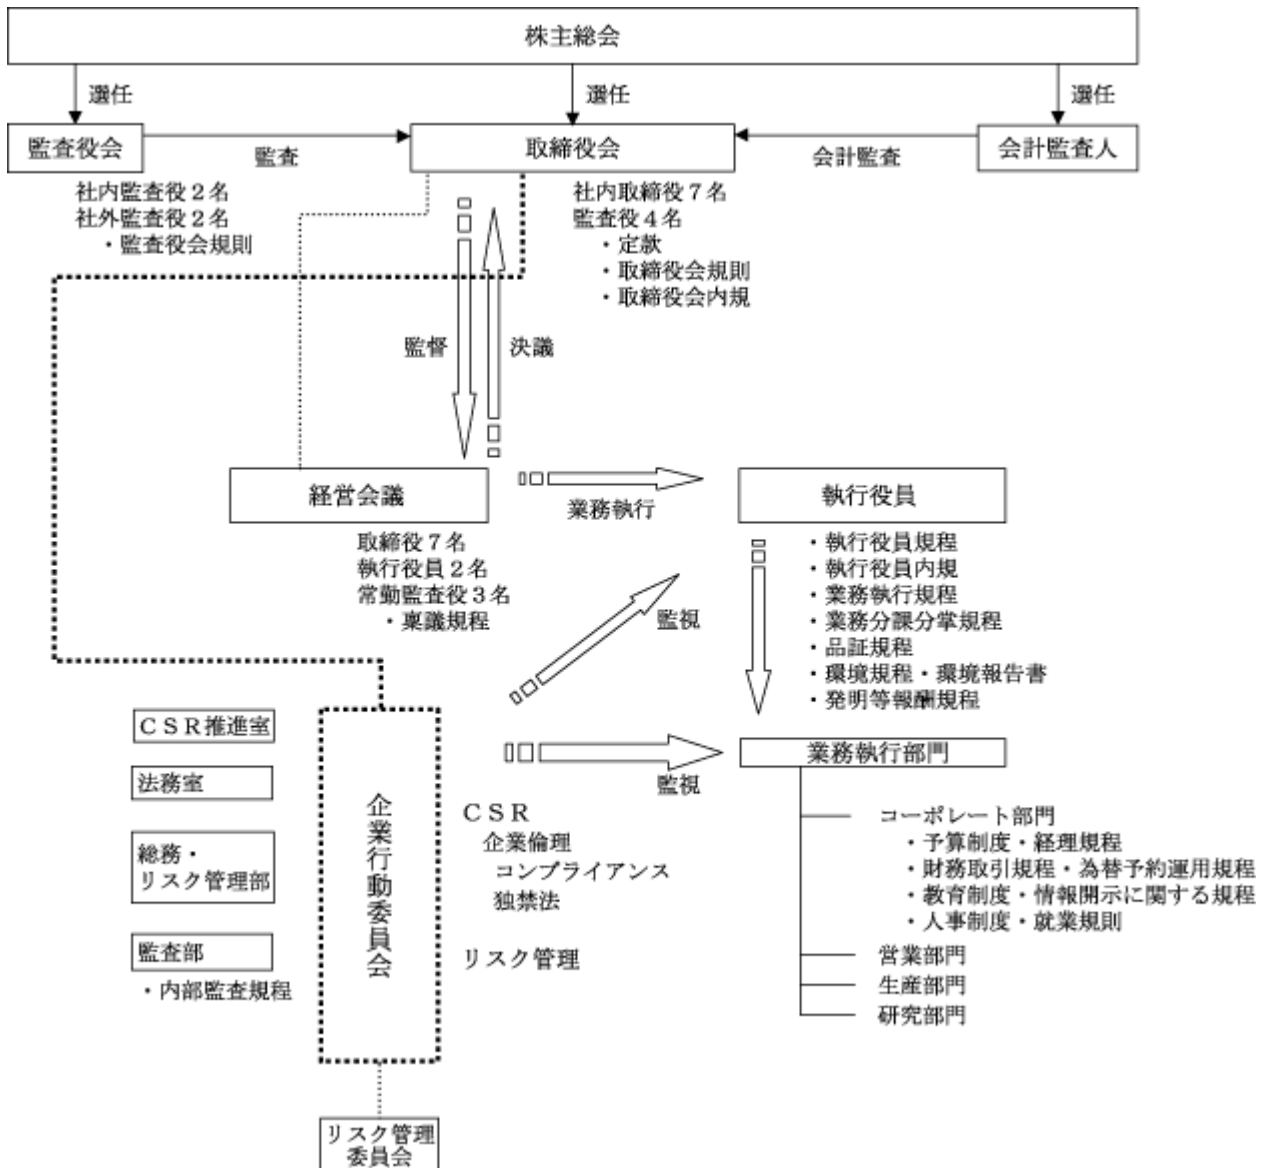 株主総会
選任
選任
選任
監査役会
監査
取締役会
会計監査
会計監査人
社内監査役２名
社外監査役２名
・監査役会規則
社内取締役７名
監査役４名
・定款
・取締役会規則
・取締役会内規
監督
決議
経営会議
業務執行
執行役員
取締役７名
執行役員２名
常勤監査役３名
・稟議規程
・執行役員規程
・執行役員内規
・業務執行規程
・業務分課分掌規程
・品証規程
・環境規程・環境報告書
・発明等報酬規程
監視
監視
業務執行部門
ＣＳＲ推進室
法務室
総務・
リスク管理部
監査部
・内部監査規程
企業行動委員会
ＣＳＲ
企業倫理
コンプライアンス
独禁法
リスク管理
コーポレート部門
・予算制度・経理規程
・財務取引規程・為替予約運用規程
・教育制度・情報開示に関する規程
・人事制度・就業規則
営業部門
生産部門
研究部門
リスク管理
委員会